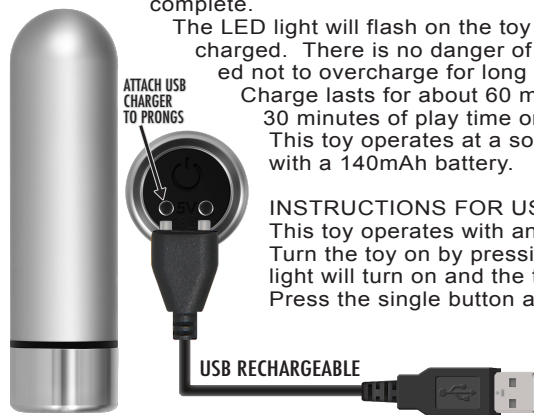 complete.
The LED light will flash on the toy
charged. There is no danger of
ed not to overcharge for long
Charge lasts for about 60 m
30 minutes of play time on
This toy operates at a so
with a 140mAh battery.
ATTACH USB
CHARGER
TO PRONGS
5V
INSTRUCTIONS FOR US
This toy operates with an
Turn the toy on by pressi
light will turn on and the
Press the single button a
USB RECHARGEABLE